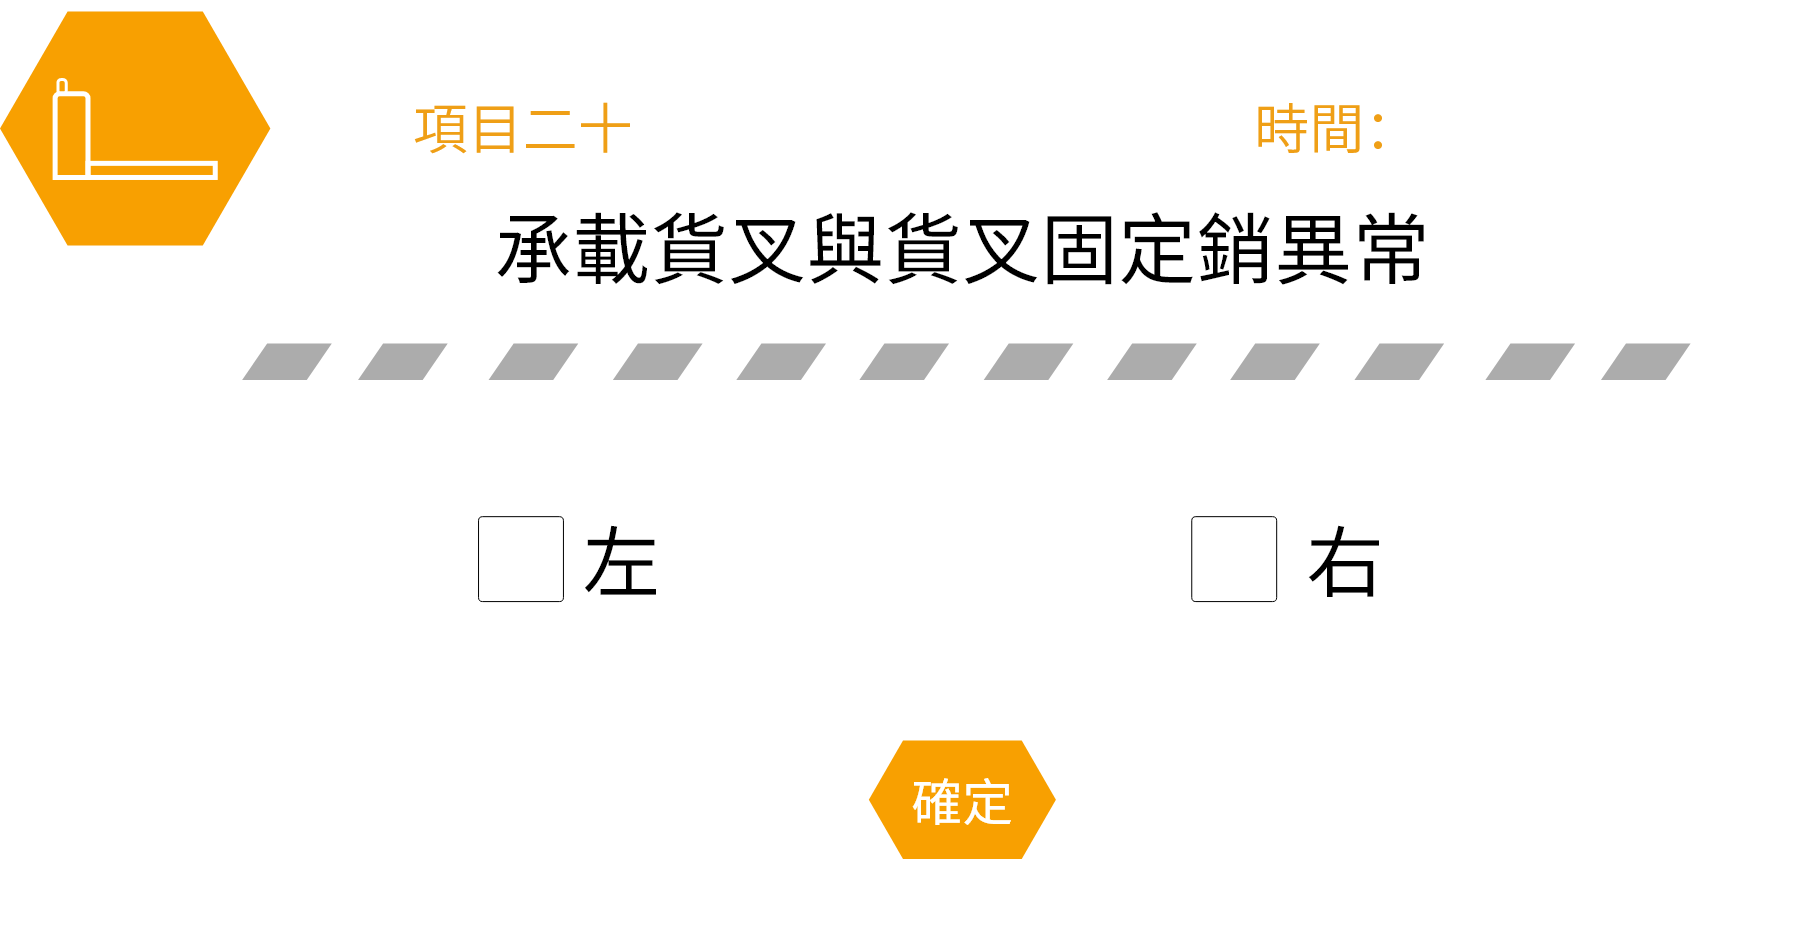 項目二十
時間：
承載貨叉與貨叉固定銷異常
左
右
確定